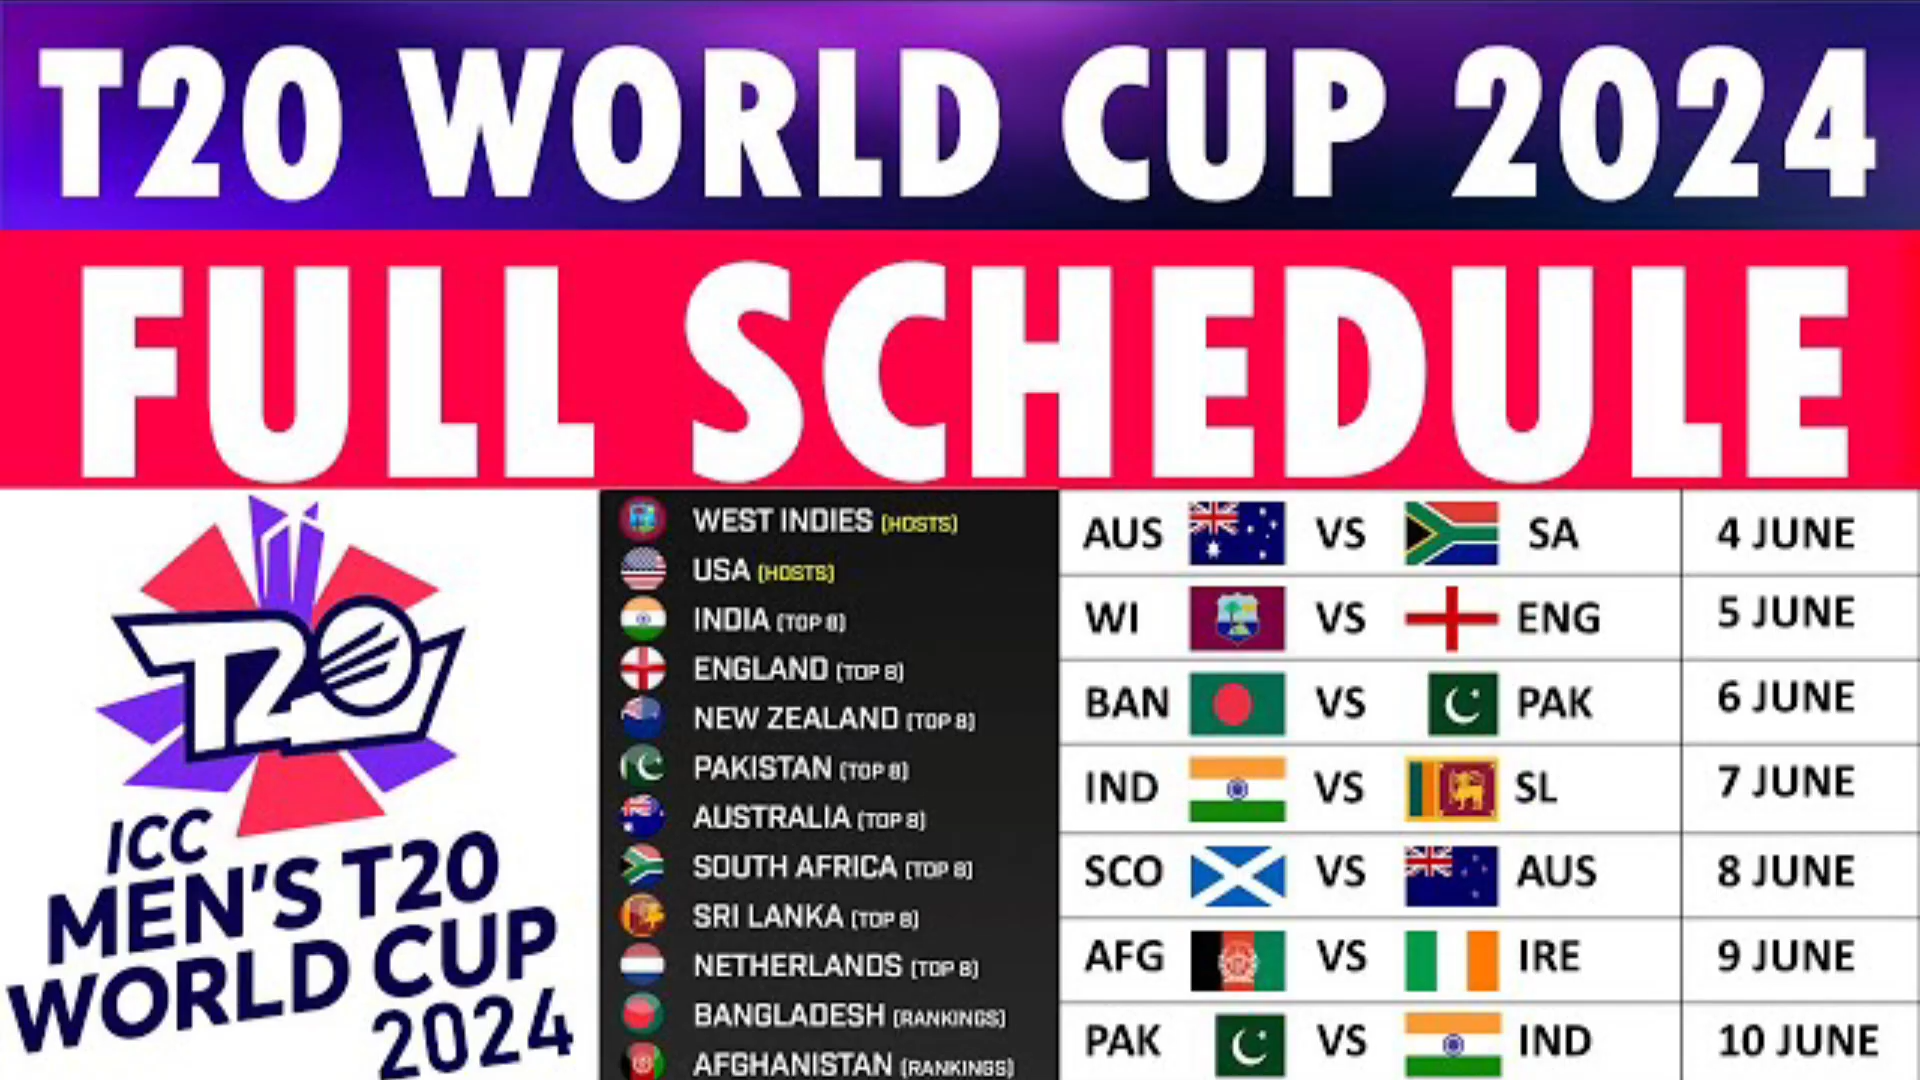 T20 WORLD CUP 2024
FULL SCHEDULE
T20
ICC
MEN'S T20
WORLD CUP
2024
WEST INDIES (HOSTS)
USA (HOSTS)
INDIA (TOP 8)
ENGLAND (TOP 8)
NEW ZEALAND (TOP 8)
PAKISTAN (TOP 8)
AUSTRALIA (TOP 8)
SOUTH AFRICA (TOP 8)
SRI LANKA (TOP 8)
NETHERLANDS (TOP 8)
BANGLADESH (RANKINGS)
AFGHANISTAN (RANKINGS)
AUS VS SA 4 JUNE
WI VS ENG 5 JUNE
BAN VS PAK 6 JUNE
IND VS SL 7 JUNE
SCO VS AUS 8 JUNE
AFG VS IRE 9 JUNE
PAK VS IND 10 JUNE